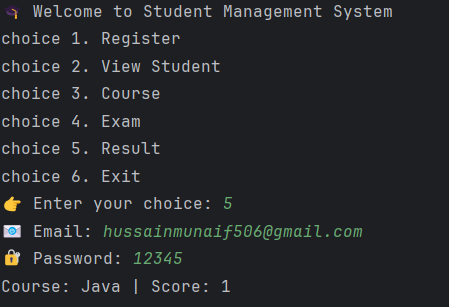 🎓 Welcome to Student Management System
choice 1. Register
choice 2. View Student
choice 3. Course
choice 4. Exam
choice 5. Result
choice 6. Exit
👉 Enter your choice: 5
📧 Email: hussainmunaif506@gmail.com
🔐 Password: 12345
Course: Java | Score: 1